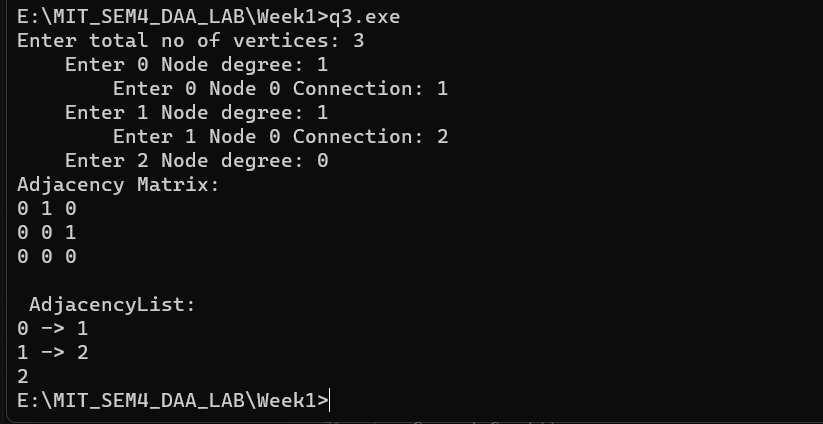 E:\MIT_SEM4_DAA_LAB\Week1>q3.exe
Enter total no of vertices: 3
    Enter 0 Node degree: 1
        Enter 0 Node 0 Connection: 1
    Enter 1 Node degree: 1
        Enter 1 Node 0 Connection: 2
    Enter 2 Node degree: 0
Adjacency Matrix:
0 1 0
0 0 1
0 0 0

 AdjacencyList:
0 -> 1
1 -> 2
2
E:\MIT_SEM4_DAA_LAB\Week1>